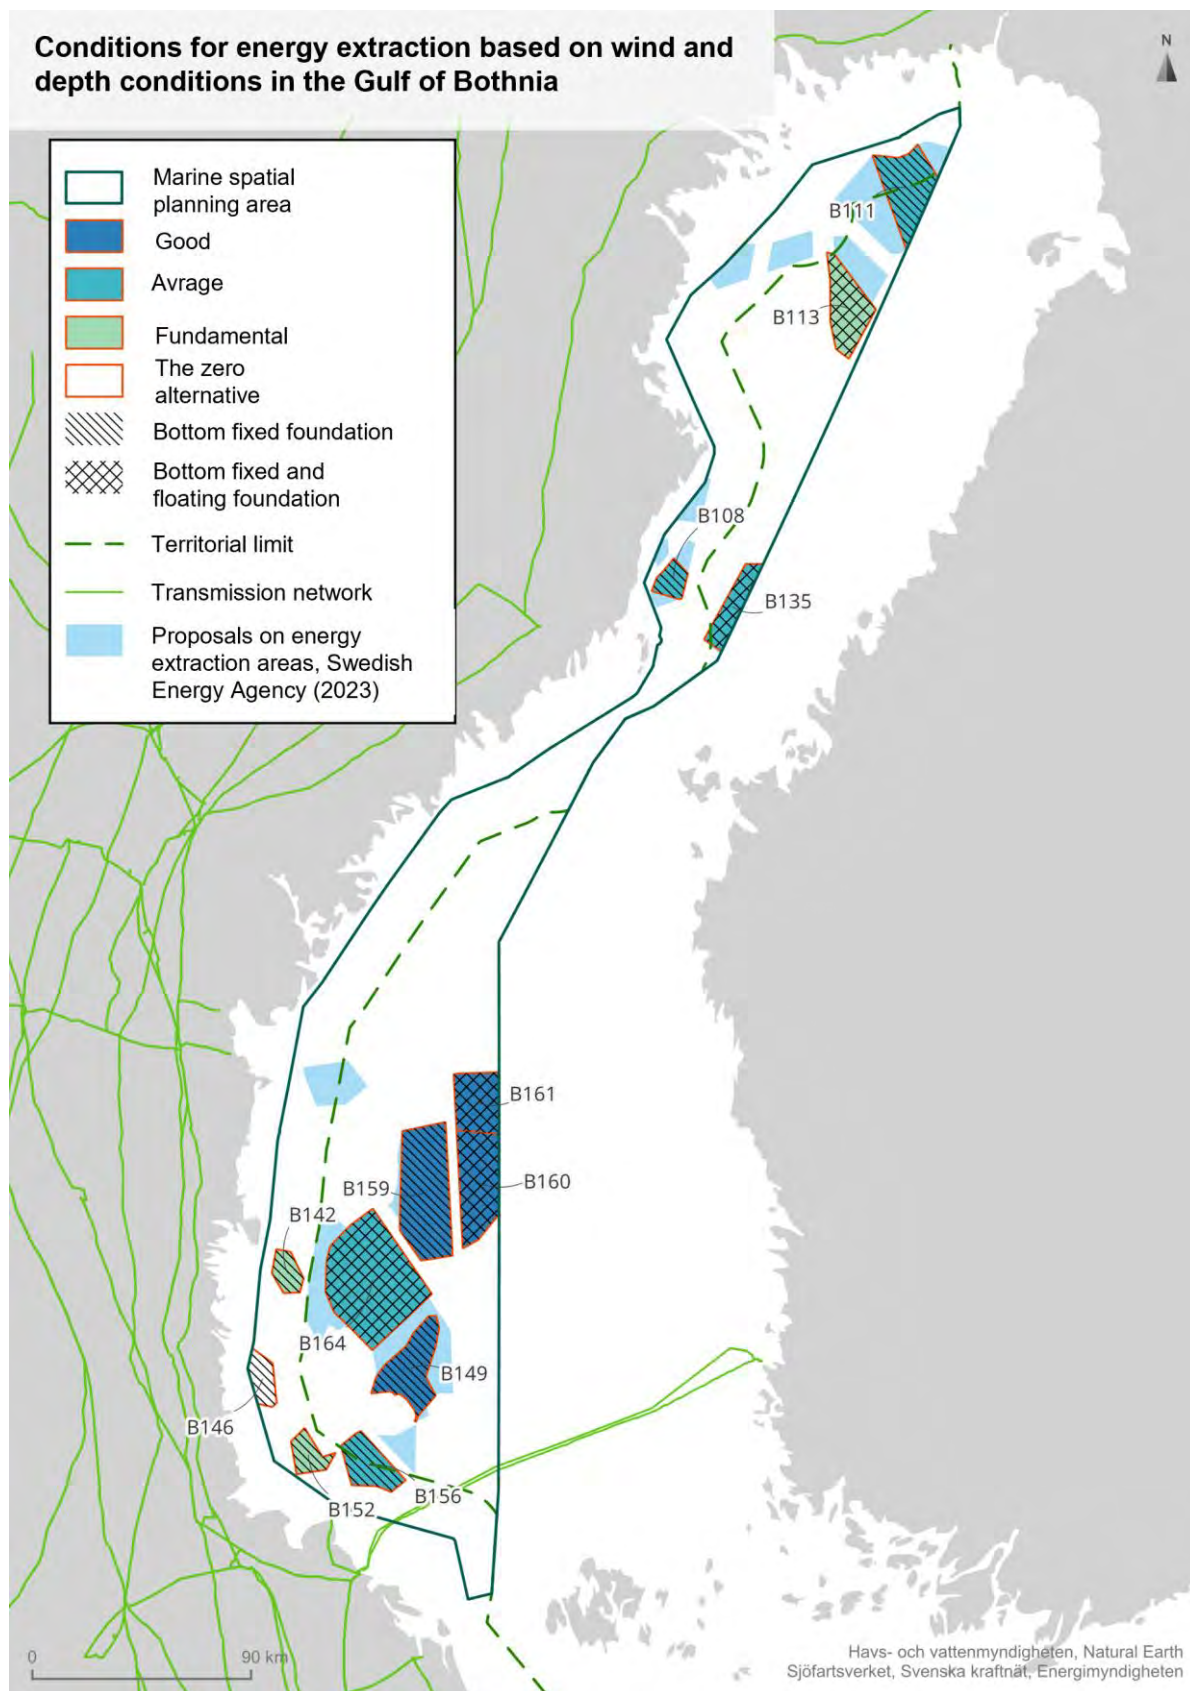 Conditions for energy extraction based on wind and
depth conditions in the Gulf of Bothnia
N
Marine spatial
planning area
Good
Avrage
Fundamental
The zero
alternative
Bottom fixed foundation
Bottom fixed and
floating foundation
Territorial limit
Transmission network
Proposals on energy
extraction areas, Swedish
Energy Agency (2023)
B111
B113
B108
B135
B161
B160
B159
B142
B164
B149
B146
B156
B152
0
90 km
Havs- och vattenmyndigheten, Natural Earth
Sjöfartsverket, Svenska kraftnät, Energimyndigheten